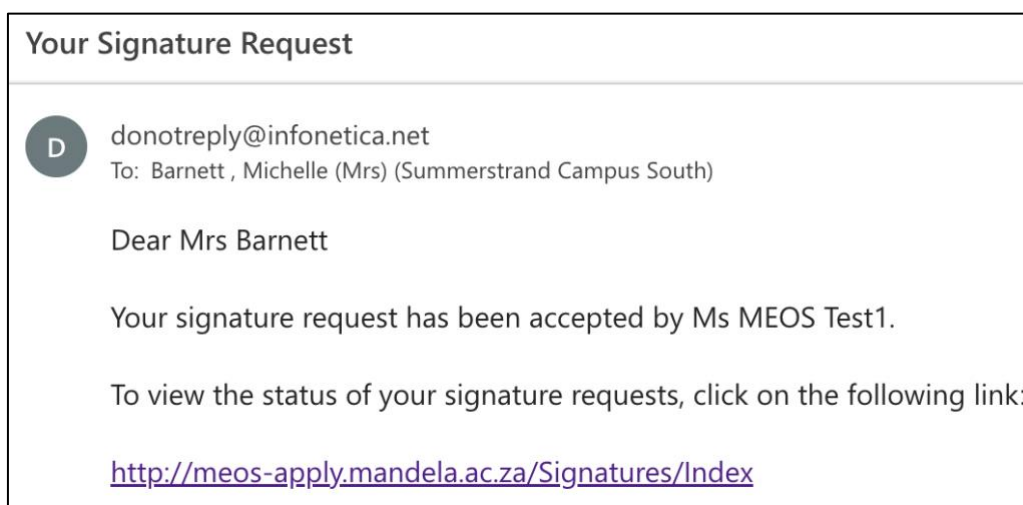 Your Signature Request
D
donotreply@infonetica.net
To: Barnett , Michelle (Mrs) (Summerstrand Campus South)
Dear Mrs Barnett
Your signature request has been accepted by Ms MEOS Test1.
To view the status of your signature requests, click on the following link:
http://meos-apply.mandela.ac.za/Signatures/Index